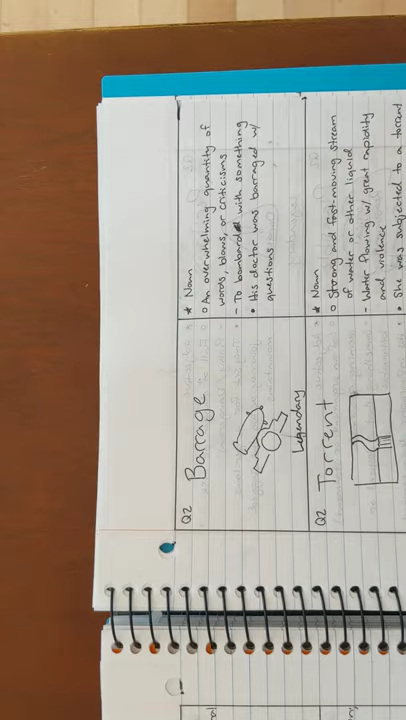 Q2
Barrage
Legendary
* Noun
o An overwhelming quantity of
words, blows, or criticisms
- To bombard with something
• His doctor was barraged w/
questions
Q2
Torrent
* Noun
o Strong and fast-moving stream
of water or other liquid
- Water flowing w/ great rapidity
and violence
• She was subjected to a torrent